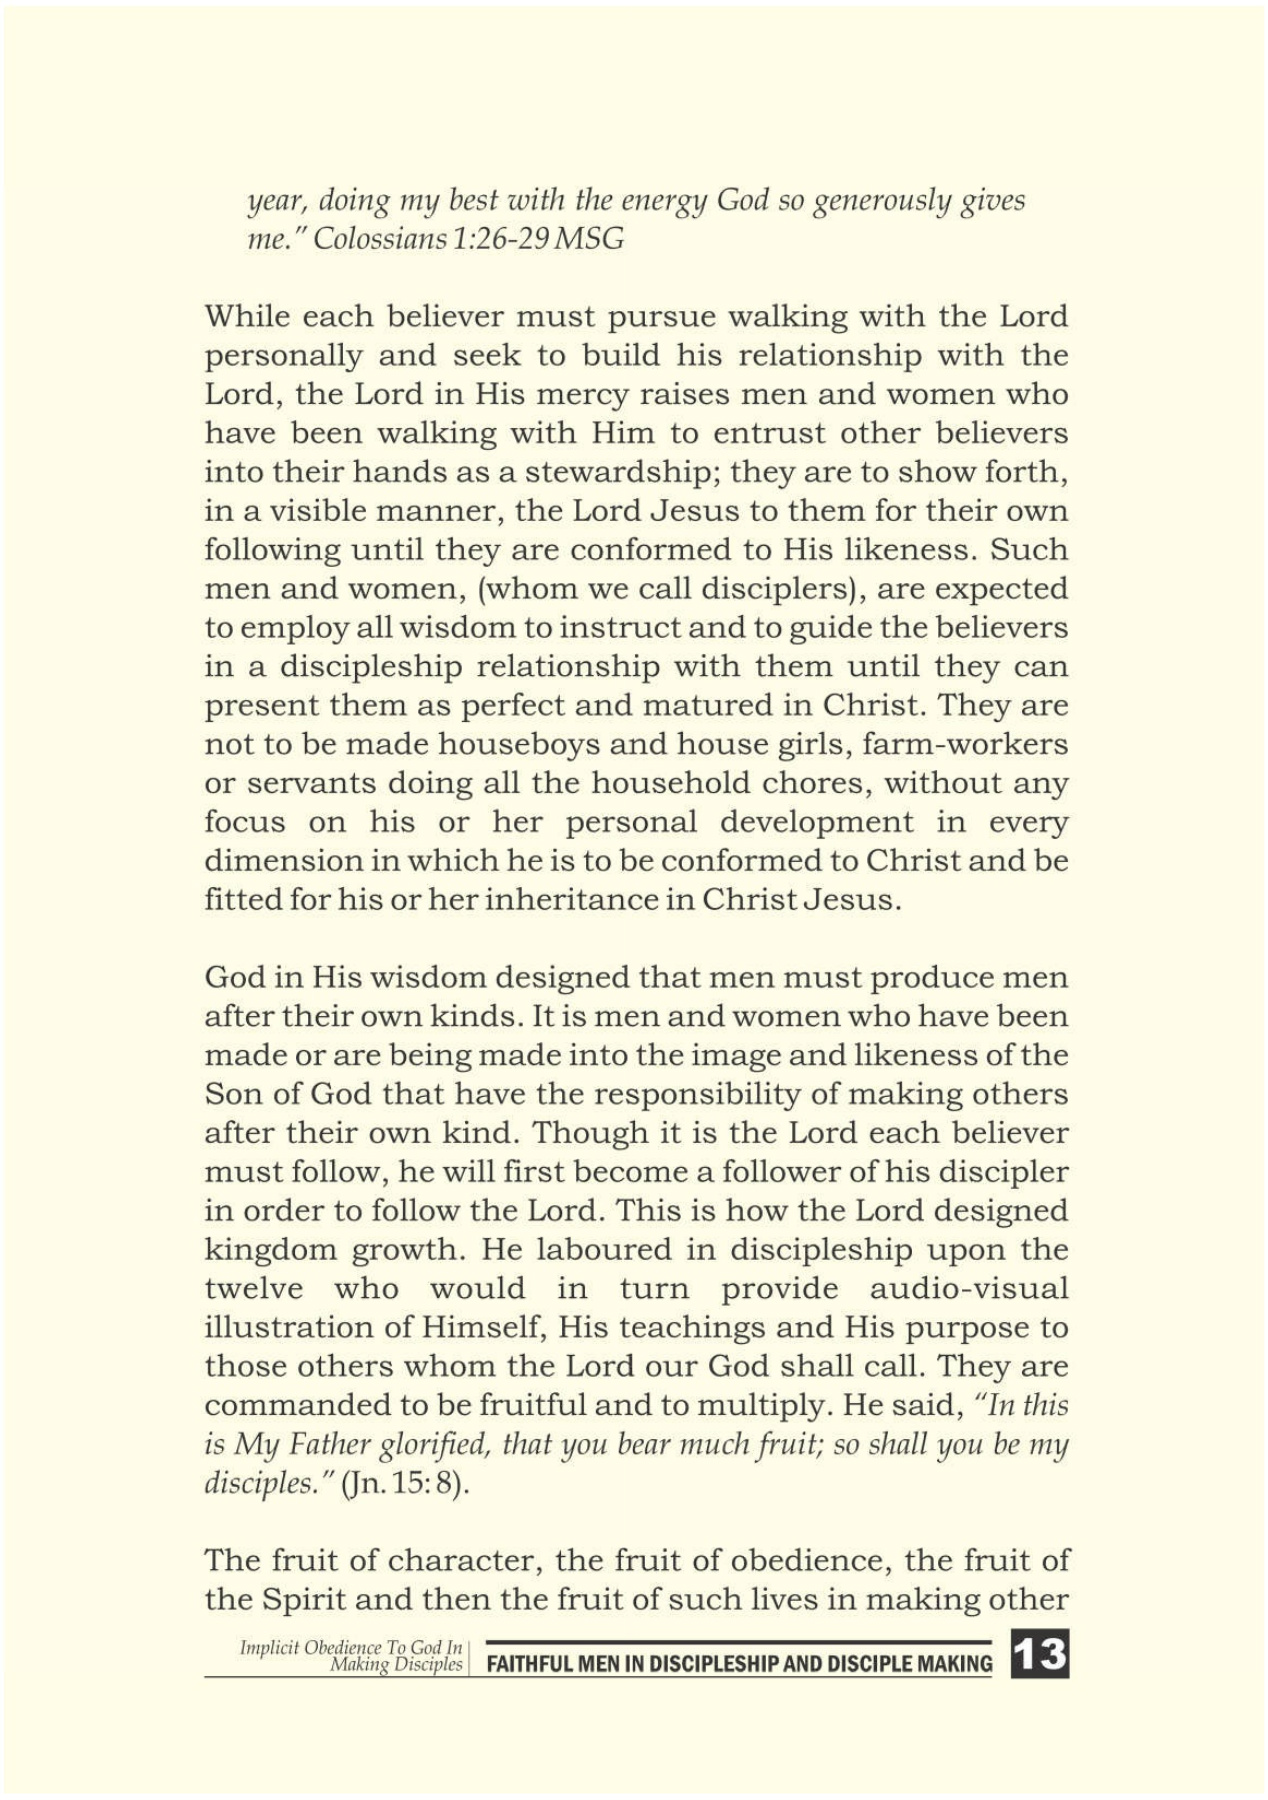 year, doing my best with the energy God so generously gives
me." Colossians 1:26-29 MSG
While each believer must pursue walking with the Lord
personally and seek to build his relationship with the
Lord, the Lord in His mercy raises men and women who
have been walking with Him to entrust other believers
into their hands as a stewardship; they are to show forth,
in a visible manner, the Lord Jesus to them for their own
following until they are conformed to His likeness. Such
men and women, (whom we call disciplers), are expected
to employ all wisdom to instruct and to guide the believers
in a discipleship relationship with them until they can
present them as perfect and matured in Christ. They are
not to be made houseboys and house girls, farm-workers
or servants doing all the household chores, without any
focus on his or her personal development in every
dimension in which he is to be conformed to Christ and be
fitted for his or her inheritance in Christ Jesus.
God in His wisdom designed that men must produce men
after their own kinds. It is men and women who have been
made or are being made into the image and likeness of the
Son of God that have the responsibility of making others
after their own kind. Though it is the Lord each believer
must follow, he will first become a follower of his discipler
in order to follow the Lord. This is how the Lord designed
kingdom growth. He laboured in discipleship upon the
twelve who would in turn provide audio-visual
illustration of Himself, His teachings and His purpose to
those others whom the Lord our God shall call. They are
commanded to be fruitful and to multiply. He said, "In this
is My Father glorified, that you bear much fruit; so shall you be my
disciples." (Jn. 15: 8).
The fruit of character, the fruit of obedience, the fruit of
the Spirit and then the fruit of such lives in making other
Implicit Obedience To God In
Making Disciples
FAITHFUL MEN IN DISCIPLESHIP AND DISCIPLE MAKING
13